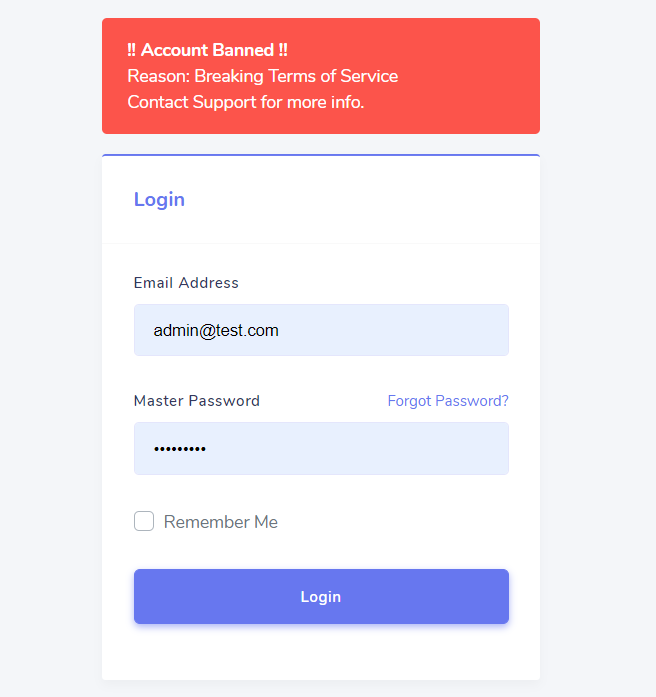 !! Account Banned !!
Reason: Breaking Terms of Service
Contact Support for more info.
Login
Email Address
admin@test.com
Master Password Forgot Password?
•••••••••
Remember Me
Login